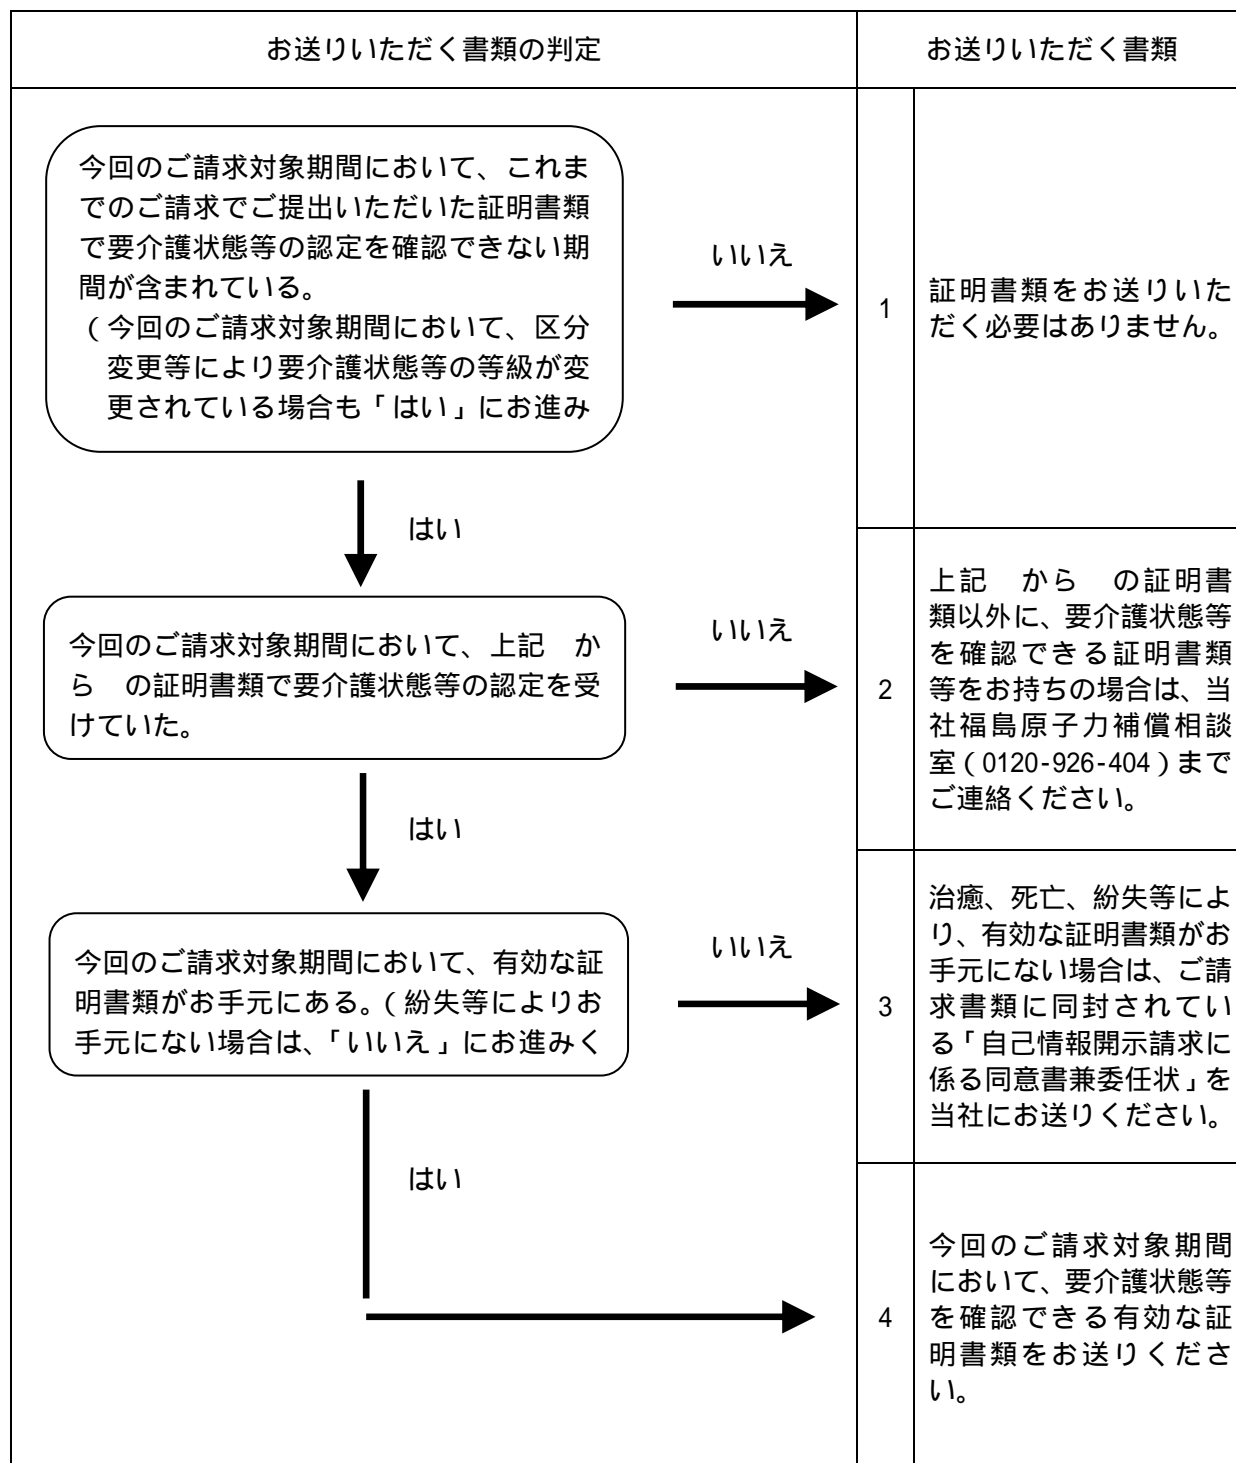 お送りいただく書類の判定
お送りいただく書類
今回のご請求対象期間において、これま
でのご請求でご提出いただいた証明書類
で要介護状態等の認定を確認できない期
間が含まれている。
（今回のご請求対象期間において、区分
変更等により要介護状態等の等級が変
更されている場合も「はい」にお進み
いいえ
1
証明書類をお送りいた
だく必要はありません。
はい
今回のご請求対象期間において、上記　か
ら　の証明書類で要介護状態等の認定を受
けていた。
いいえ
2
上記　から　の証明書
類以外に、要介護状態等
を確認できる証明書類
等をお持ちの場合は、当
社福島原子力補償相談
室（0120-926-404）まで
ご連絡ください。
はい
今回のご請求対象期間において、有効な証
明書類がお手元にある。（紛失等によりお
手元にない場合は、「いいえ」にお進みく
いいえ
3
治癒、死亡、紛失等によ
り、有効な証明書類がお
手元にない場合は、ご請
求書類に同封されてい
る「自己情報開示請求に
係る同意書兼委任状」を
当社にお送りください。
はい
4
今回のご請求対象期間
において、要介護状態等
を確認できる有効な証
明書類をお送りくださ
い。